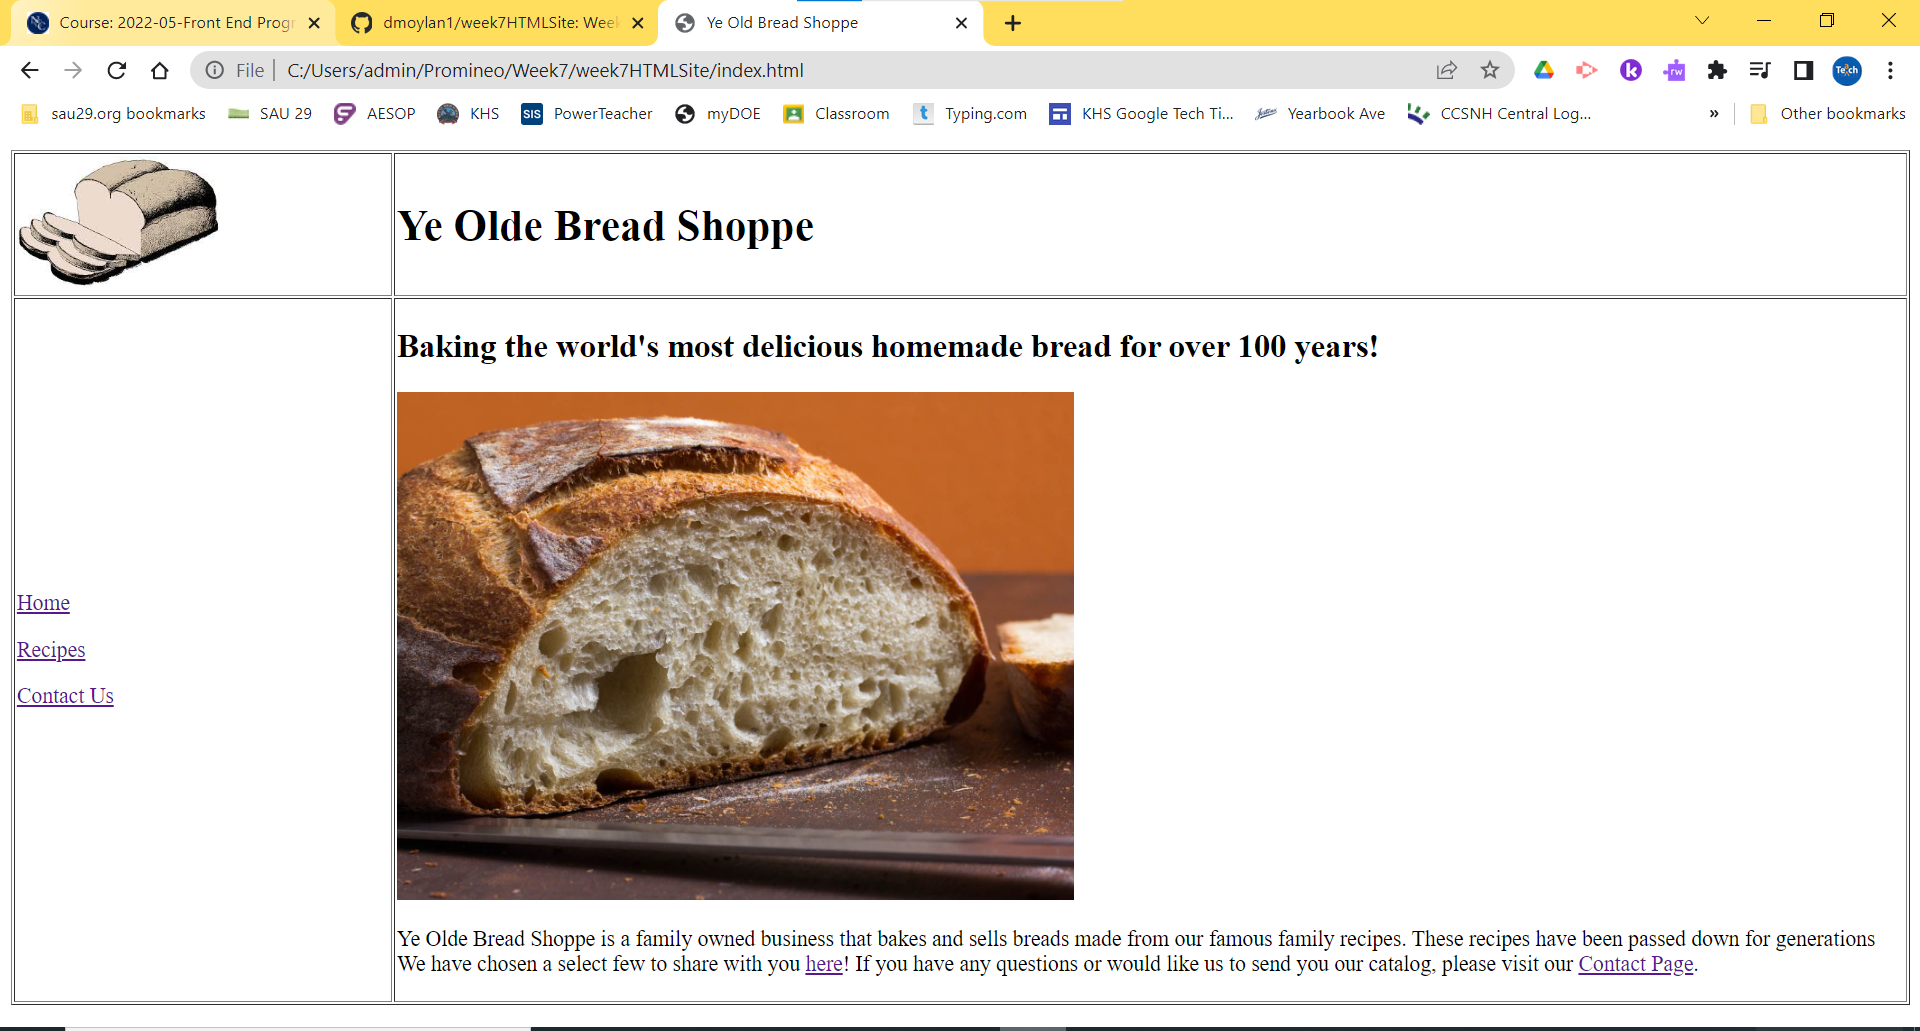 Course: 2022-05-Front End Progr
dmoylan1/week7HTMLSite: Week
Ye Old Bread Shoppe
File | C:/Users/admin/Promineo/Week7/week7HTMLSite/index.html
Te@ch
sau29.org bookmarks
SAU 29
AESOP
KHS
SIS PowerTeacher
myDOE
Classroom
t Typing.com
KHS Google Tech Ti...
Yearbook Ave
CCSNH Central Log...
»
Other bookmarks
Ye Olde Bread Shoppe
Home
Recipes
Contact Us
Baking the world's most delicious homemade bread for over 100 years!
Ye Olde Bread Shoppe is a family owned business that bakes and sells breads made from our famous family recipes. These recipes have been passed down for generations
We have chosen a select few to share with you here! If you have any questions or would like us to send you our catalog, please visit our Contact Page.